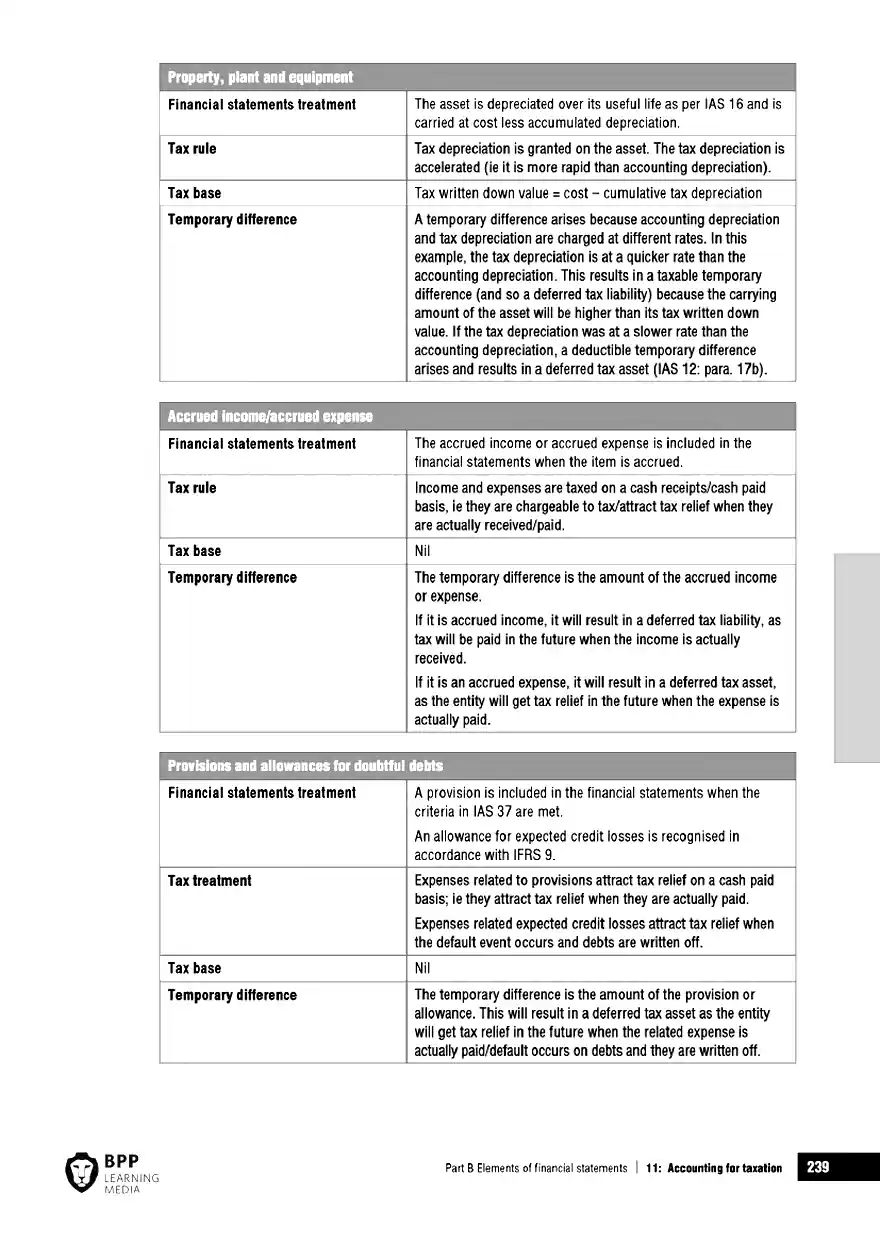 Property, plant and equipment
Financial statements treatment
The asset is depreciated over its useful life as per IAS 16 and is
carried at cost less accumulated depreciation.
Tax rule
Tax depreciation is granted on the asset. The tax depreciation is
accelerated (ie it is more rapid than accounting depreciation).
Tax base
Tax written down value = cost – cumulative tax depreciation
Temporary difference
A temporary difference arises because accounting depreciation
and tax depreciation are charged at different rates. In this
example, the tax depreciation is at a quicker rate than the
accounting depreciation. This results in a taxable temporary
difference (and so a deferred tax liability) because the carrying
amount of the asset will be higher than its tax written down
value. If the tax depreciation was at a slower rate than the
accounting depreciation, a deductible temporary difference
arises and results in a deferred tax asset (IAS 12: para. 17b).
Accrued income/accrued expense
Financial statements treatment
The accrued income or accrued expense is included in the
financial statements when the item is accrued.
Tax rule
Income and expenses are taxed on a cash receipts/cash paid
basis, ie they are chargeable to tax/attract tax relief when they
are actually received/paid.
Tax base
Nil
Temporary difference
The temporary difference is the amount of the accrued income
or expense.
If it is accrued income, it will result in a deferred tax liability, as
tax will be paid in the future when the income is actually
received.
If it is an accrued expense, it will result in a deferred tax asset,
as the entity will get tax relief in the future when the expense is
actually paid.
Provisions and allowances for doubtful debts
Financial statements treatment
A provision is included in the financial statements when the
criteria in IAS 37 are met.
An allowance for expected credit losses is recognised in
accordance with IFRS 9.
Tax treatment
Expenses related to provisions attract tax relief on a cash paid
basis; ie they attract tax relief when they are actually paid.
Expenses related expected credit losses attract tax relief when
the default event occurs and debts are written off.
Tax base
Nil
Temporary difference
The temporary difference is the amount of the provision or
allowance. This will result in a deferred tax asset as the entity
will get tax relief in the future when the related expense is
actually paid/default occurs on debts and they are written off.
BPP
LEARNING
MEDIA
Part B Elements of financial statements | 11: Accounting for taxation 239